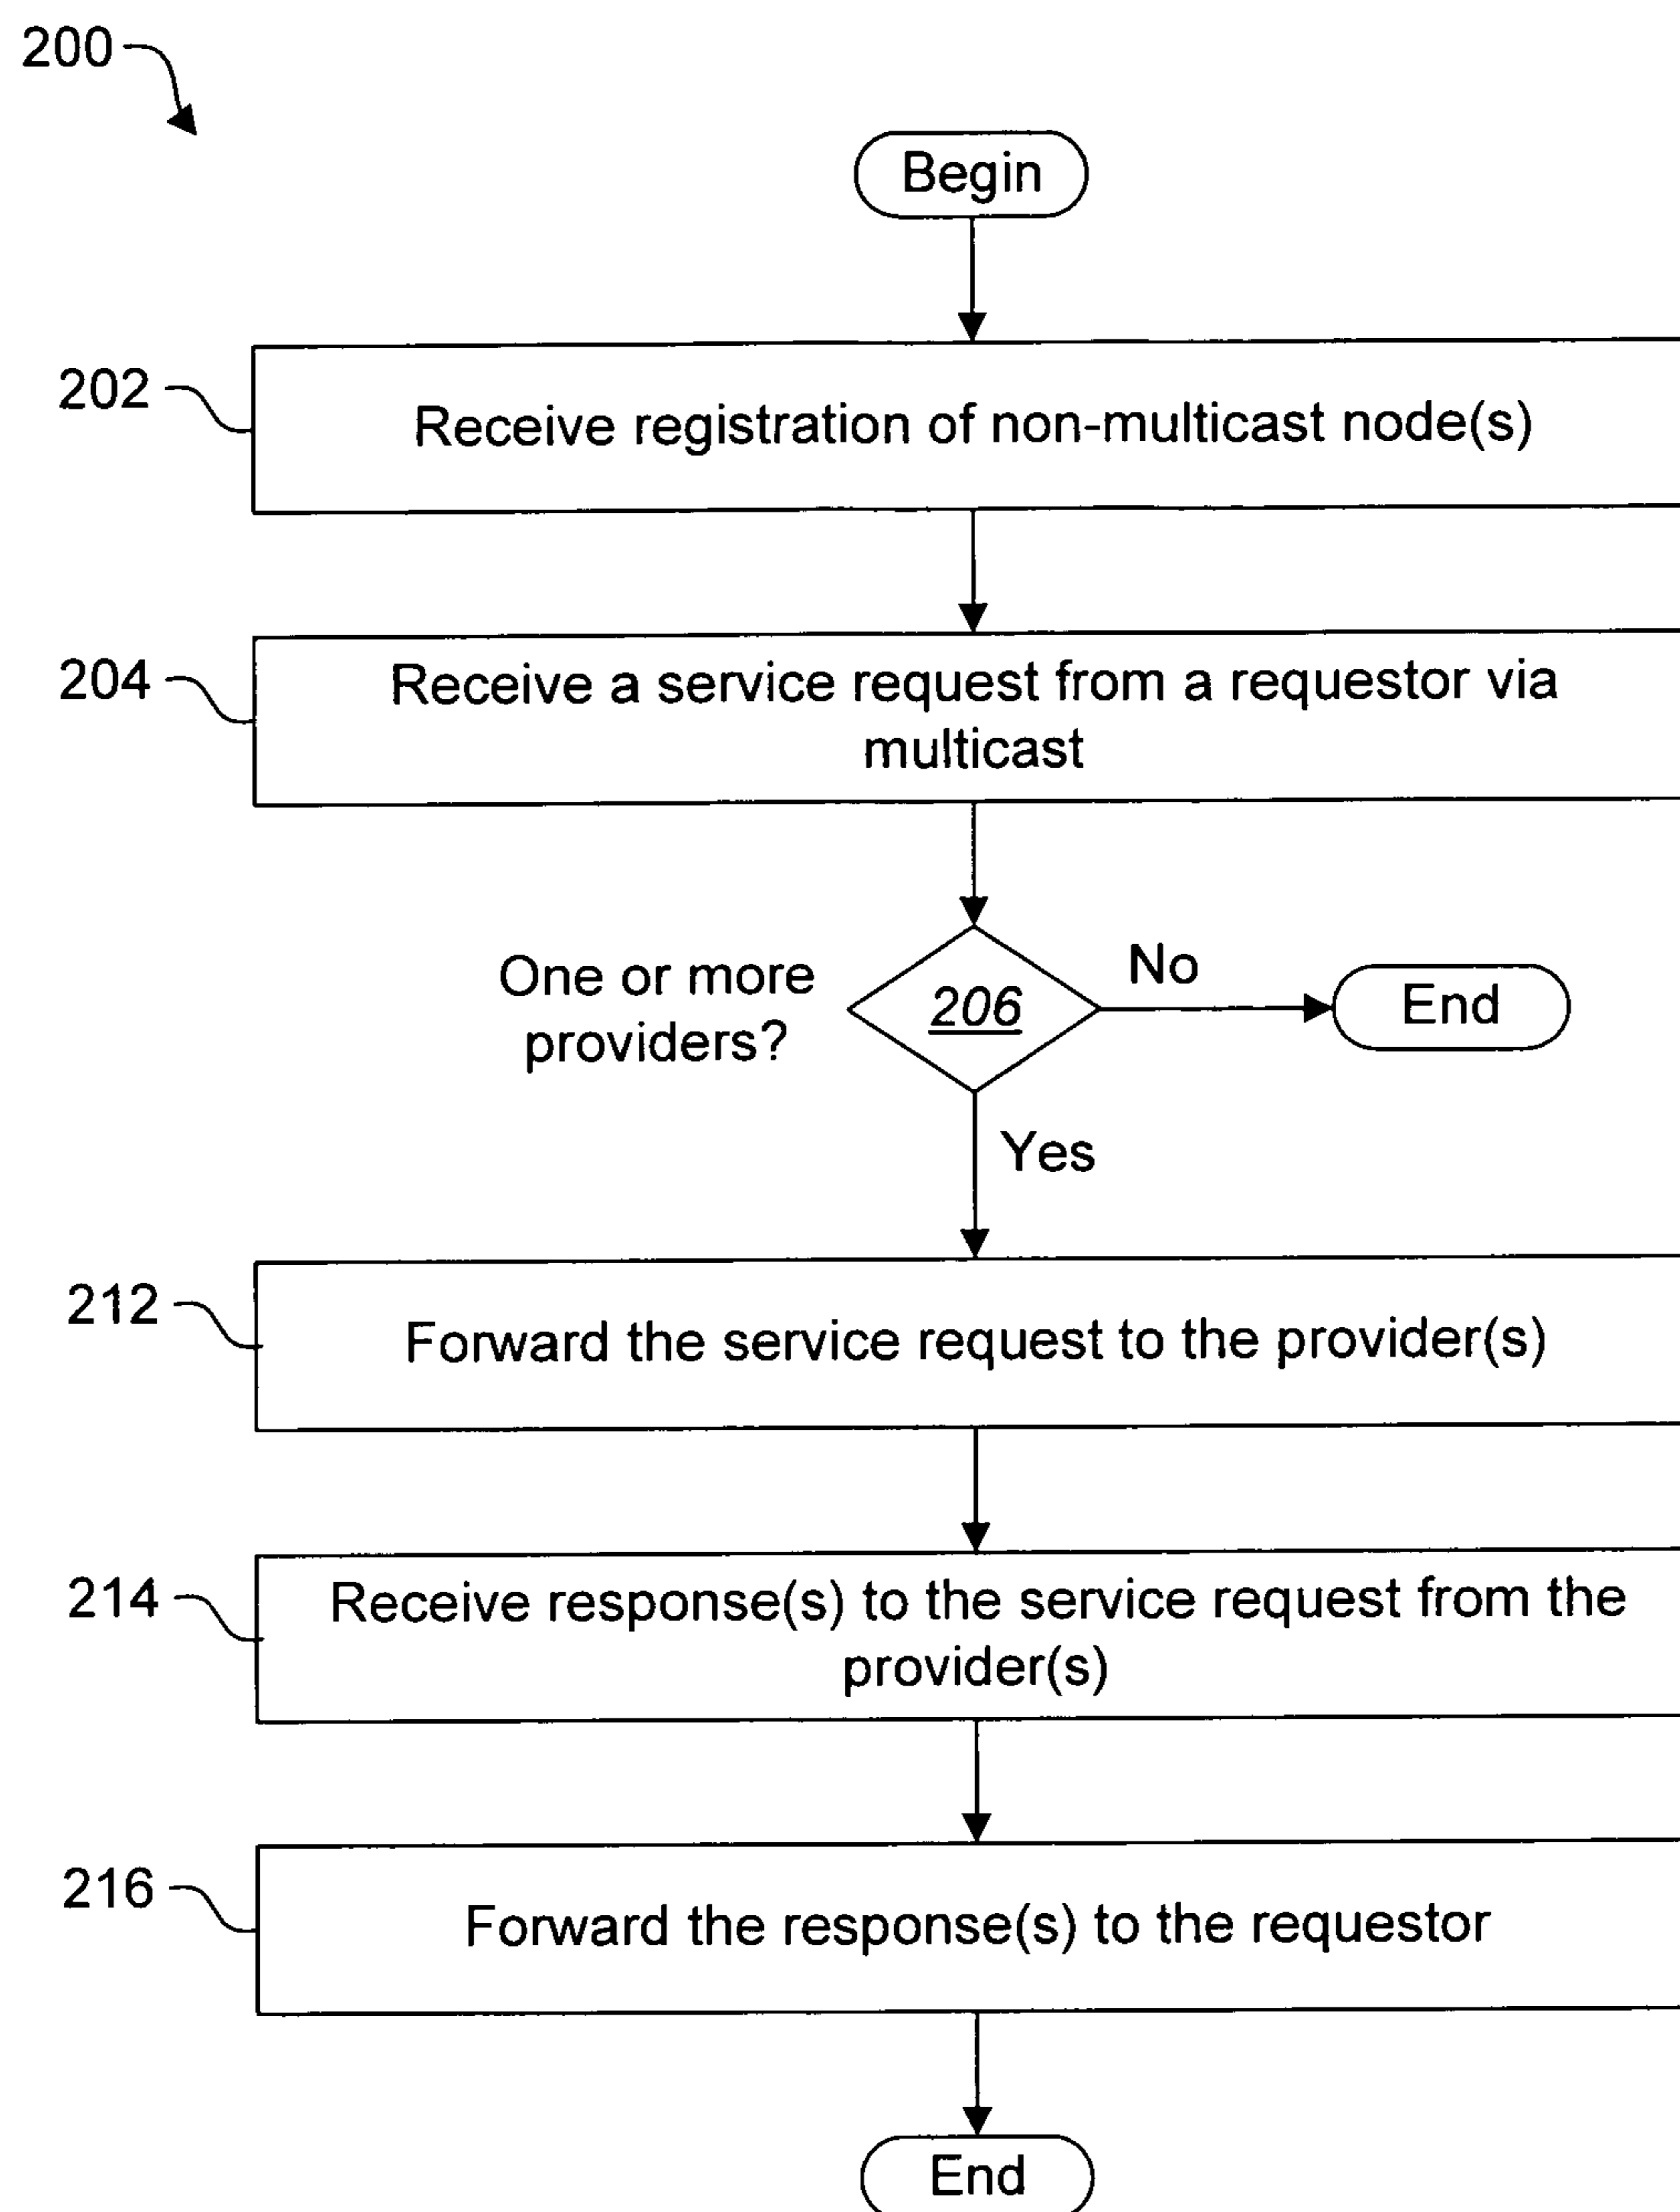 200
Begin
202
Receive registration of non-multicast node(s)
204
Receive a service request from a requestor via
multicast
One or more
providers?
206
No
End
Yes
212
Forward the service request to the provider(s)
214
Receive response(s) to the service request from the
provider(s)
216
Forward the response(s) to the requestor
End